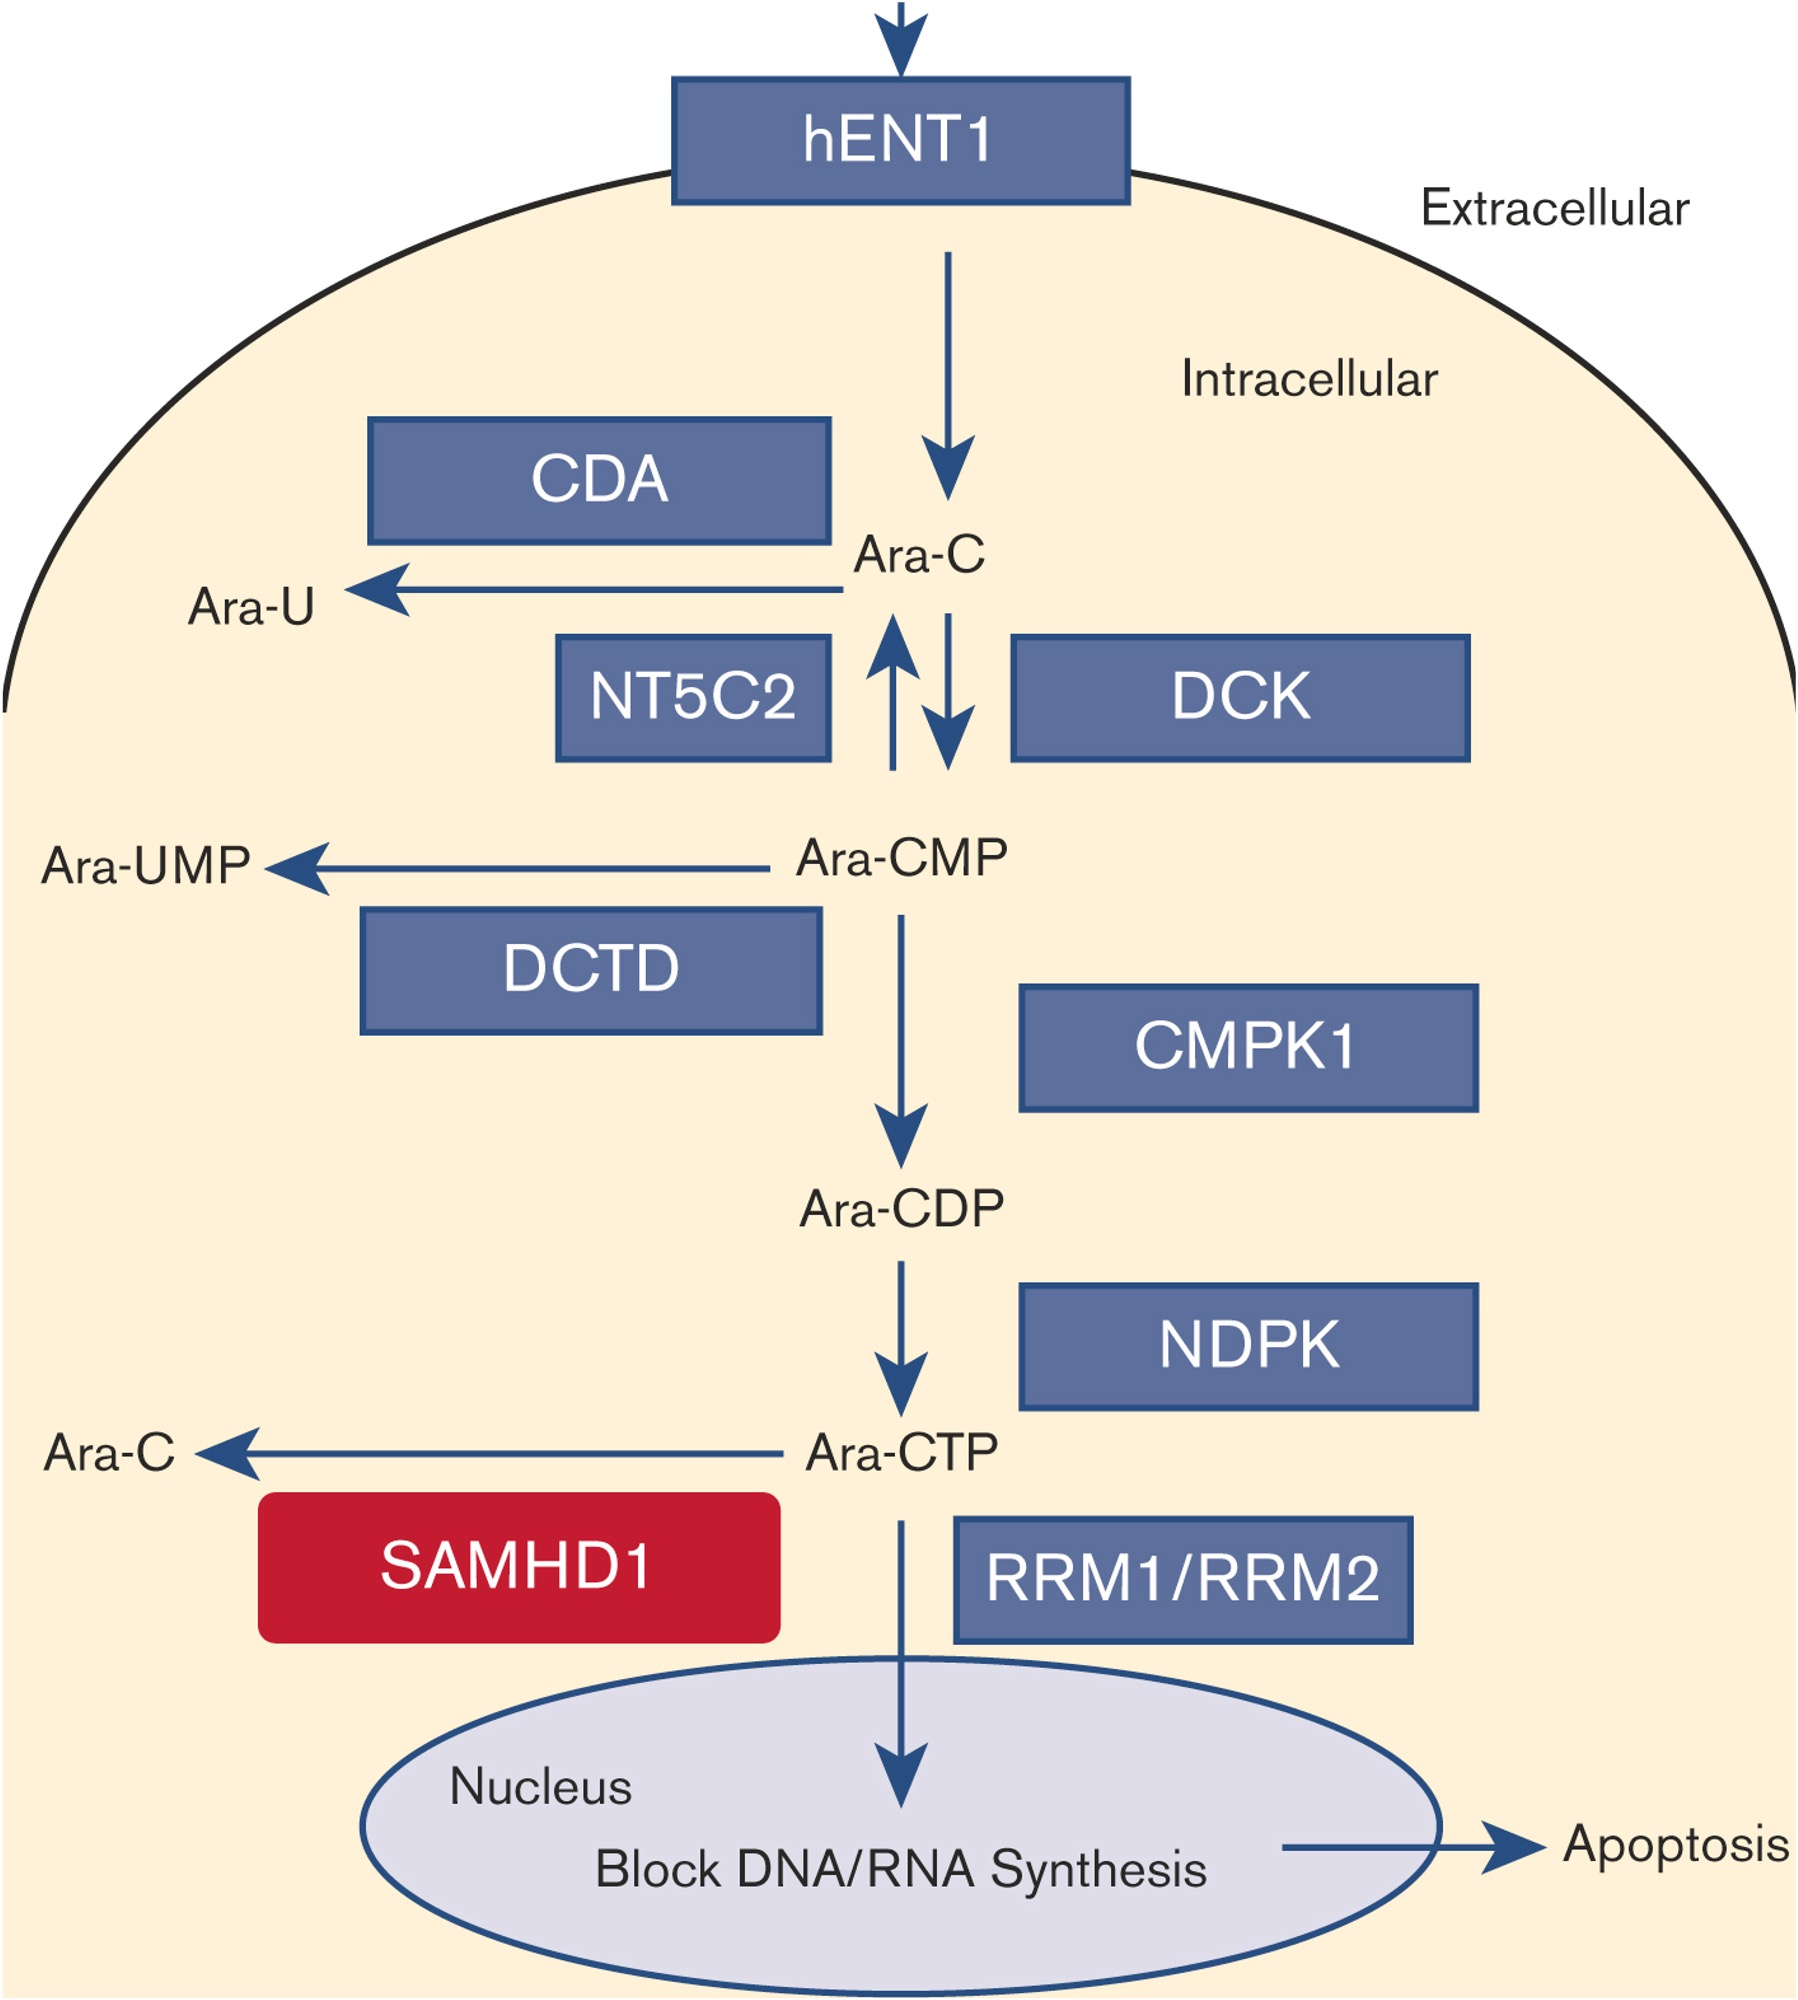 hENT1
Extracellular
Intracellular
CDA
Ara-C
Ara-U
NT5C2
DCK
Ara-UMP
Ara-CMP
DCTD
CMPK1
Ara-CDP
NDPK
Ara-C
Ara-CTP
SAMHD1
RRM1/RRM2
Nucleus
Block DNA/RNA Synthesis
Apoptosis